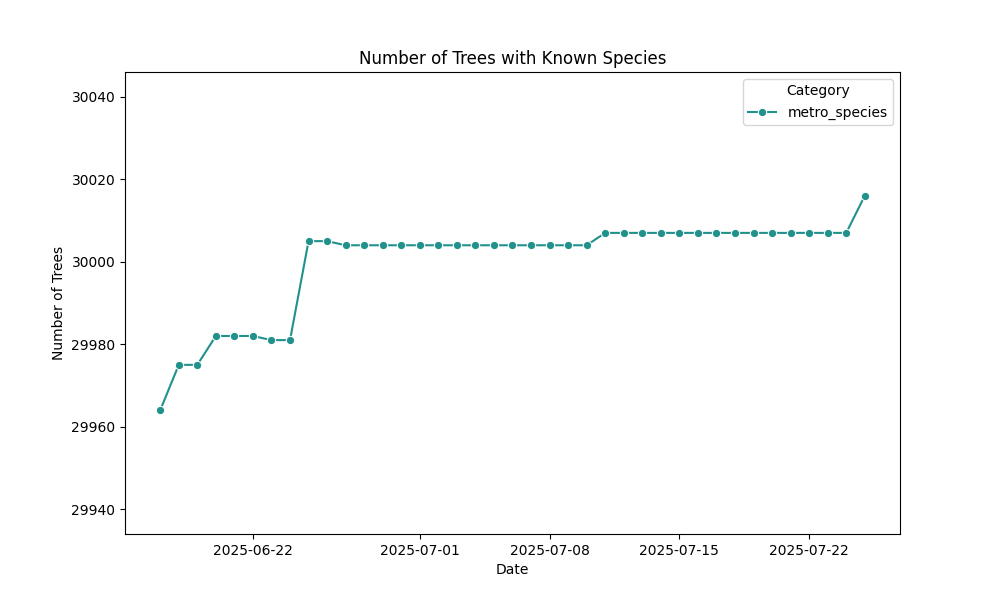 Number of Trees with Known Species
Category
metro_species
30040
30020
30000
29980
29960
29940
Number of Trees
2025-06-22
2025-07-01
2025-07-08
2025-07-15
2025-07-22
Date